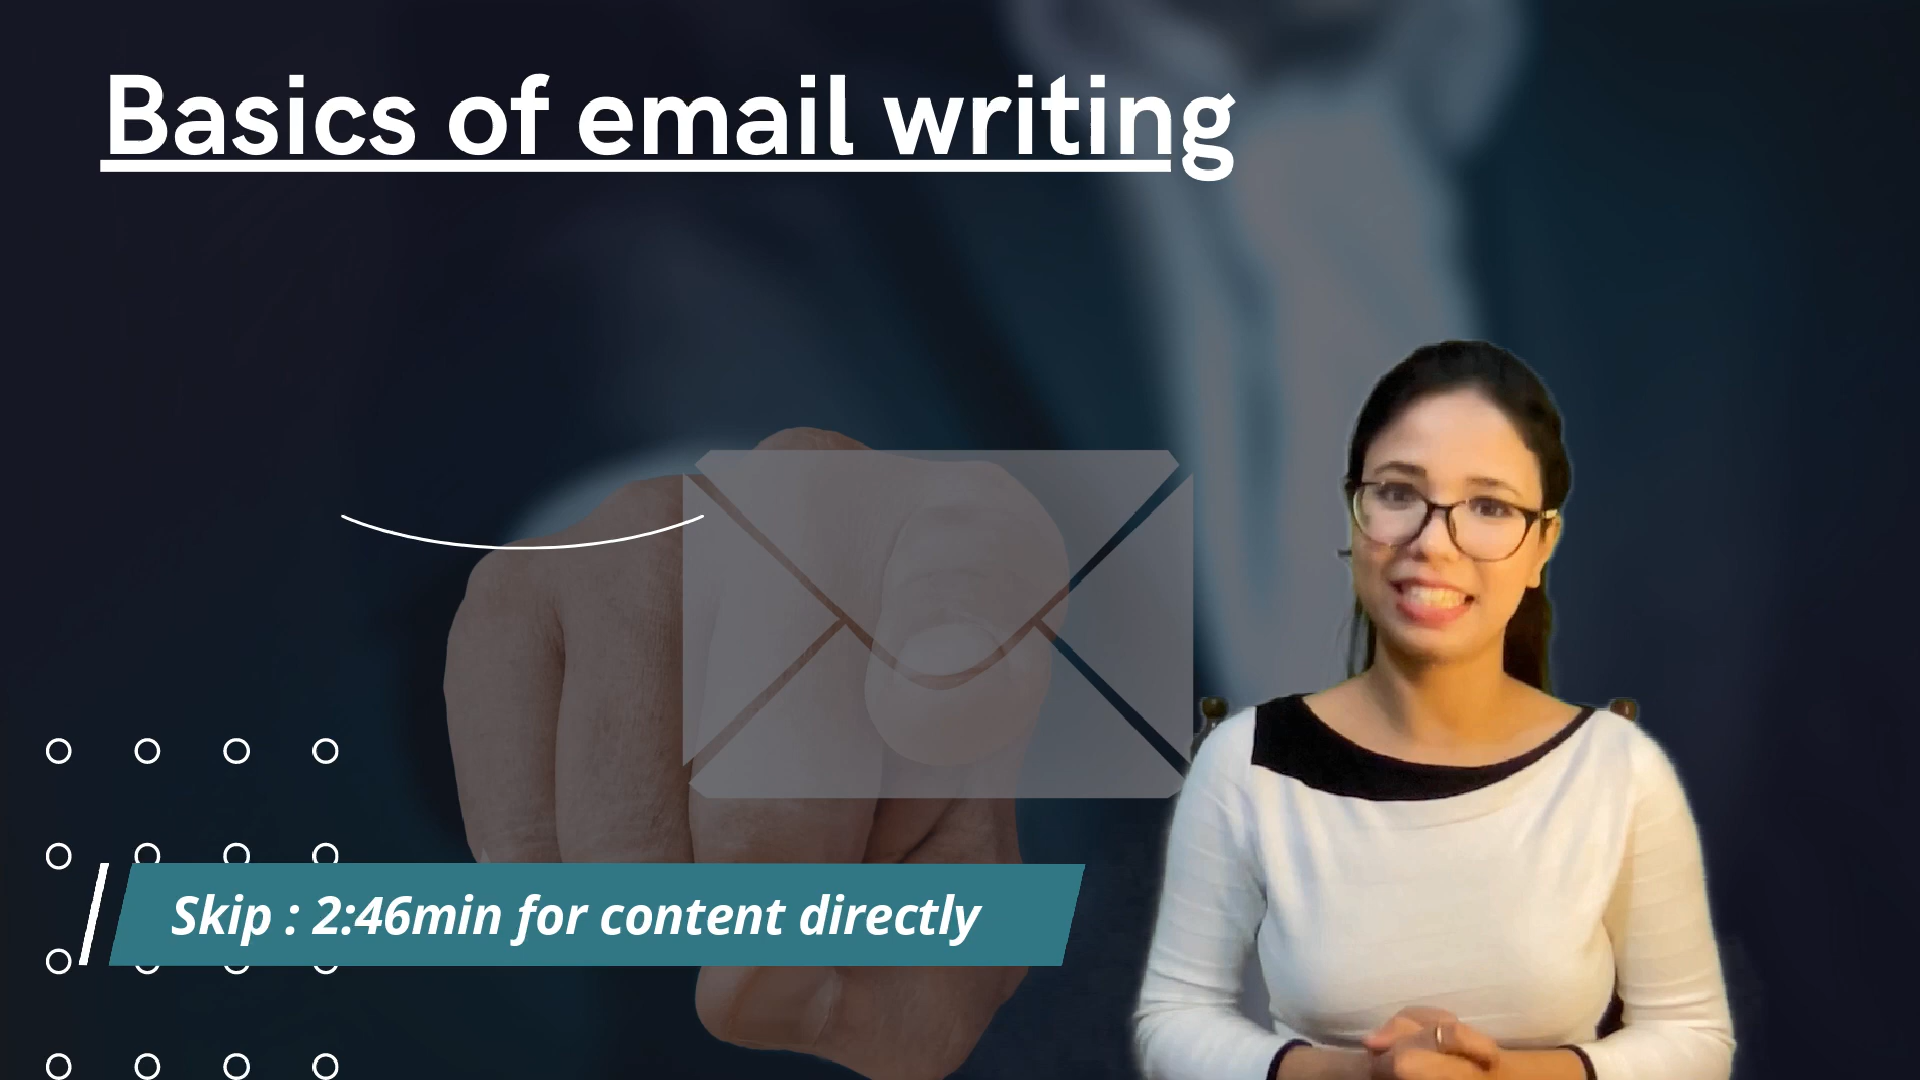 Basics of email writing
Skip : 2:46min for content directly